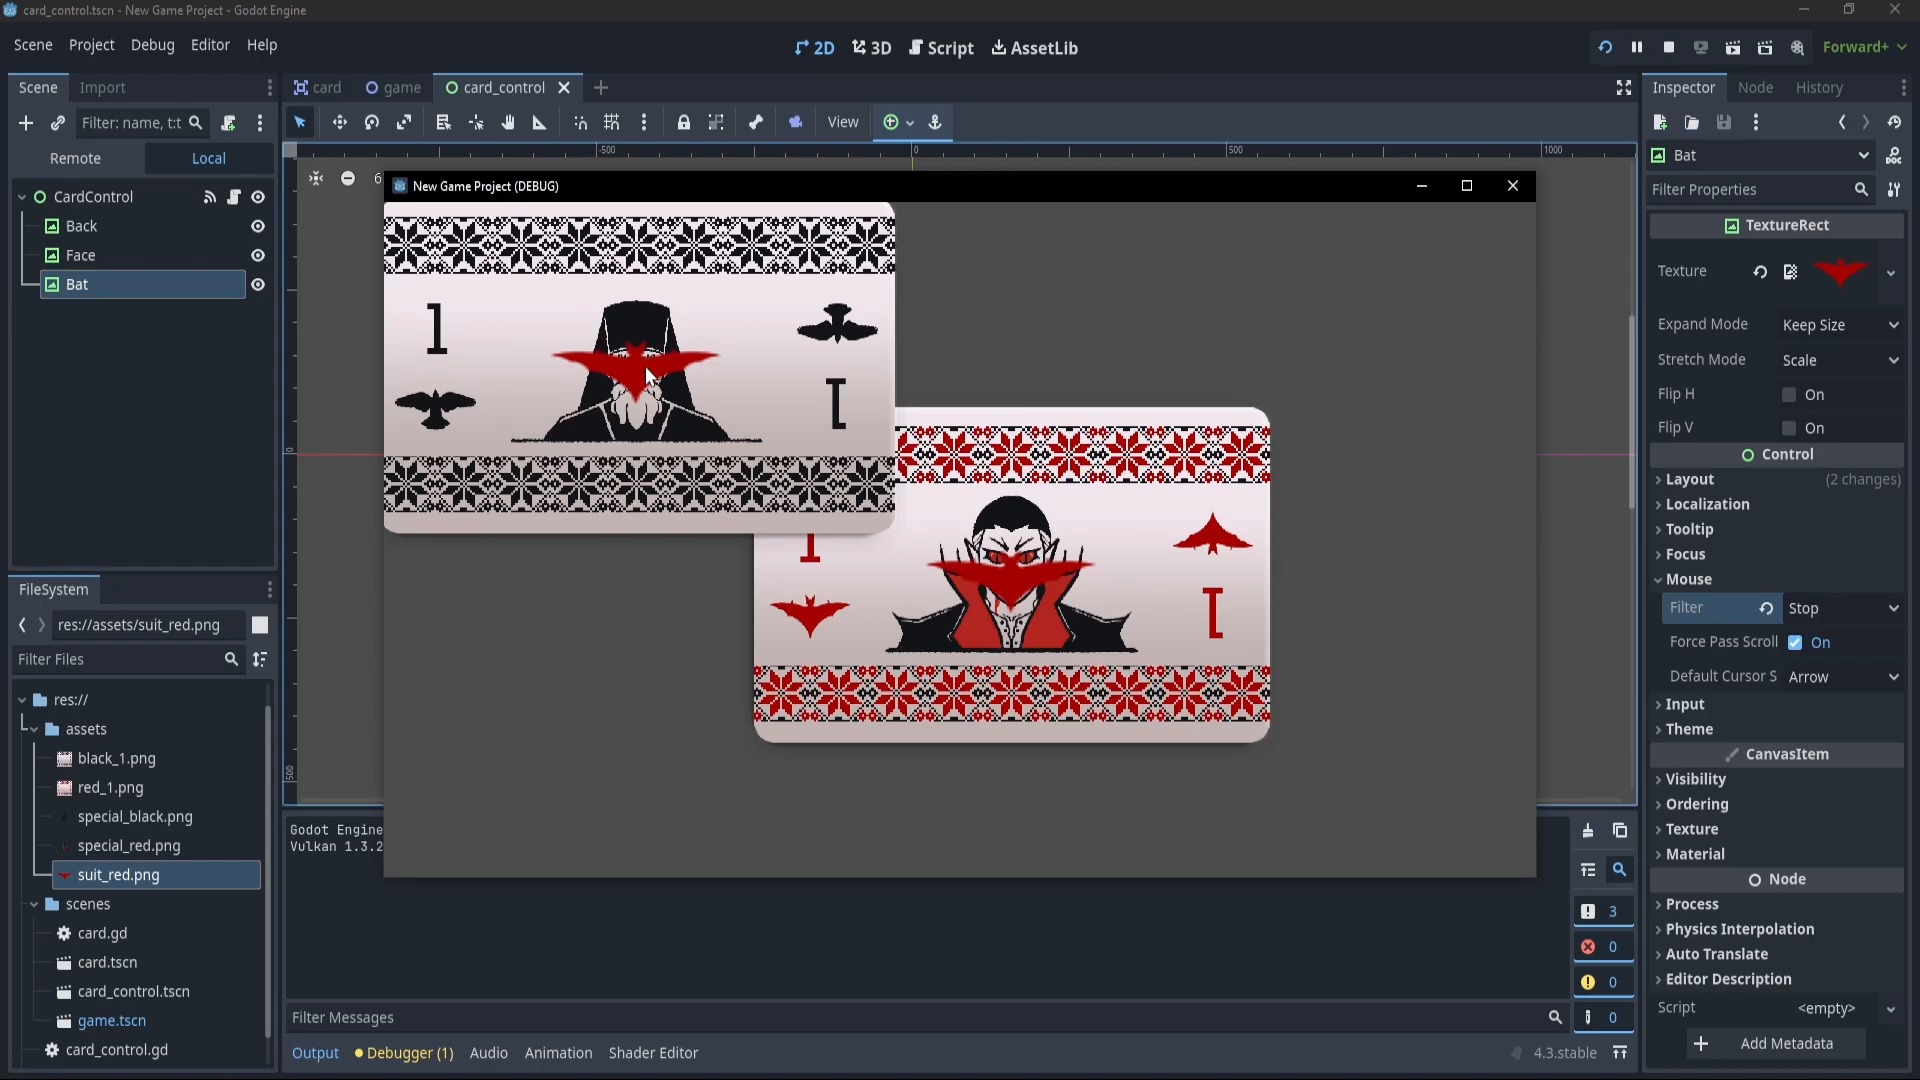 card_control.tscn - New Game Project - Godot Engine
Scene Project Debug Editor Help
2D 3D Script AssetLib
Forward+
Scene Import
card game card_control
Inspector Node History
Filter: name, t:t
View
Remote Local
Bat
Filter Properties
CardControl
Back
Face
Bat
-500 0 500 1000
6
New Game Project (DEBUG)
1
1
1
1
TextureRect
Texture
Expand Mode Keep Size
Stretch Mode Scale
Flip H On
Flip V On
Control
Layout (2 changes)
Localization
Tooltip
Focus
Mouse
Filter Stop
Force Pass Scroll On
Default Cursor S Arrow
Input
Theme
CanvasItem
Visibility
Ordering
Texture
Material
Node
Process
Physics Interpolation
Auto Translate
Editor Description
Script <empty>
Add Metadata
FileSystem
res://assets/suit_red.png
Filter Files
res://
assets
black_1.png
red_1.png
special_black.png
special_red.png
suit_red.png
scenes
card.gd
card.tscn
card_control.tscn
game.tscn
card_control.gd
0
500
Godot Engine
Vulkan 1.3.2
3
0
0
0
Filter Messages
Output Debugger (1) Audio Animation Shader Editor
4.3.stable